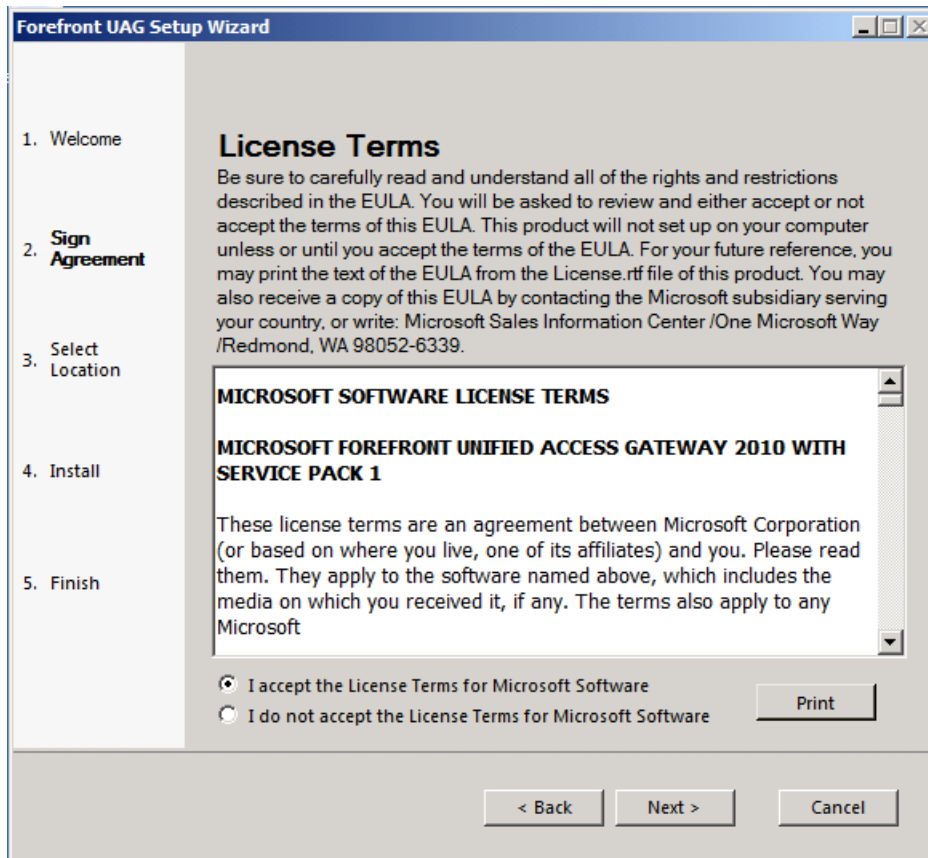 Forefront UAG Setup Wizard
1. Welcome
2. Sign
Agreement
3. Select
Location
4. Install
5. Finish
License Terms
Be sure to carefully read and understand all of the rights and restrictions
described in the EULA. You will be asked to review and either accept or not
accept the terms of this EULA. This product will not set up on your computer
unless or until you accept the terms of the EULA. For your future reference, you
may print the text of the EULA from the License.rtf file of this product. You may
also receive a copy of this EULA by contacting the Microsoft subsidiary serving
your country, or write: Microsoft Sales Information Center /One Microsoft Way
/Redmond, WA 98052-6339.
MICROSOFT SOFTWARE LICENSE TERMS
MICROSOFT FOREFRONT UNIFIED ACCESS GATEWAY 2010 WITH
SERVICE PACK 1
These license terms are an agreement between Microsoft Corporation
(or based on where you live, one of its affiliates) and you. Please read
them. They apply to the software named above, which includes the
media on which you received it, if any. The terms also apply to any
Microsoft
I accept the License Terms for Microsoft Software
I do not accept the License Terms for Microsoft Software
Print
< Back
Next >
Cancel